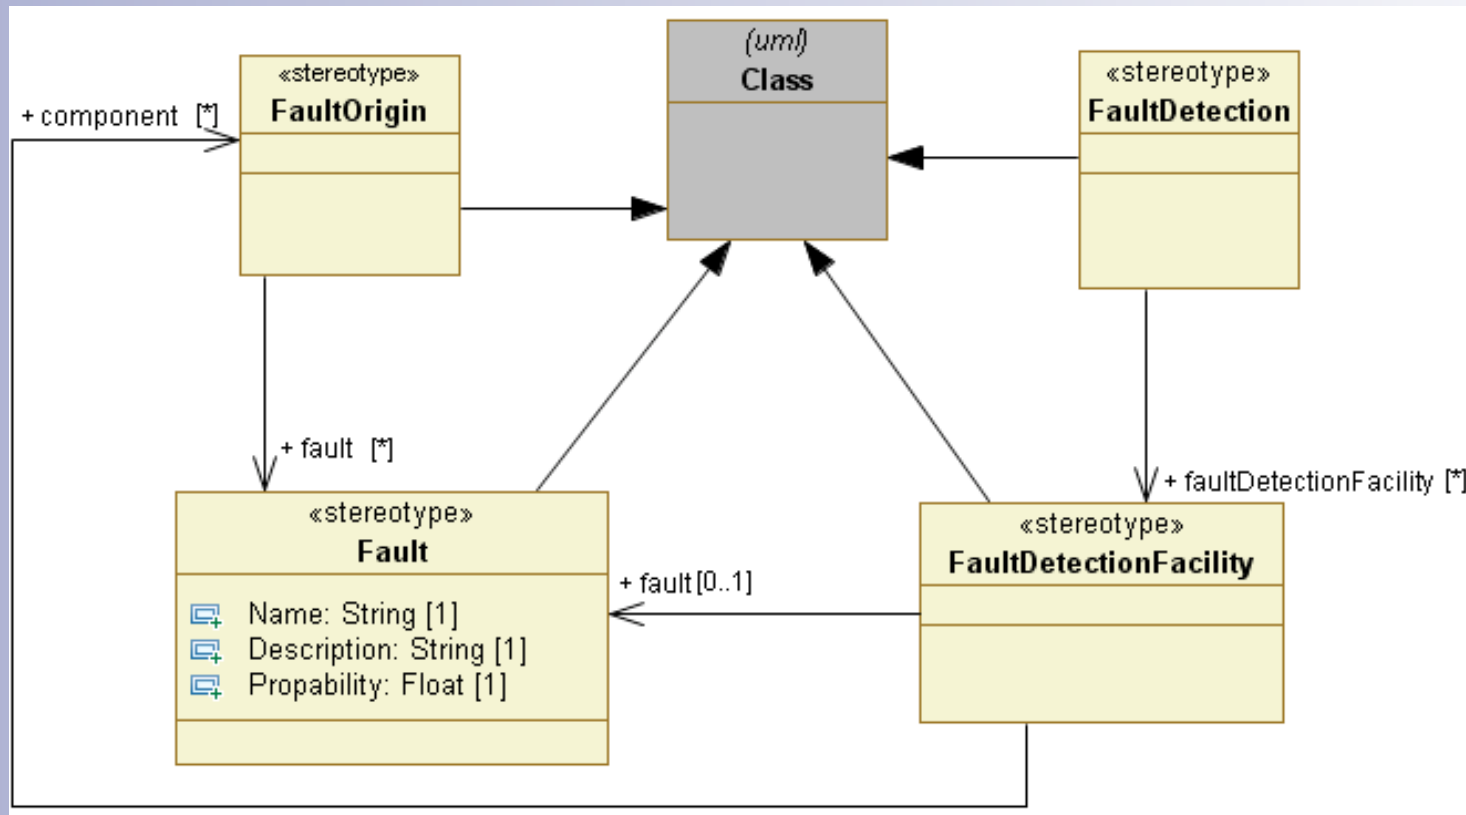 (uml)
Class
«stereotype»
FaultOrigin
«stereotype»
FaultDetection
+ component [*]
+ fault [*]
+ faultDetectionFacility [*]
«stereotype»
Fault
Name: String [1]
Description: String [1]
Propability: Float [1]
+ fault [0..1]
«stereotype»
FaultDetectionFacility